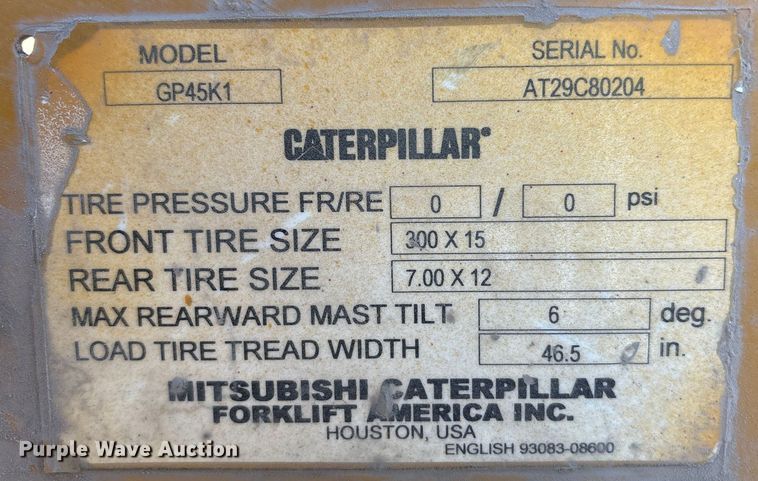 MODEL SERIAL No.
GP45K1 AT29C80204
CATERPILLAR
TIRE PRESSURE FR/RE 0 / 0 psi
FRONT TIRE SIZE 300 X 15
REAR TIRE SIZE 7.00 X 12
MAX REARWARD MAST TILT 6 deg.
LOAD TIRE TREAD WIDTH 46.5 in.
MITSUBISHI CATERPILLAR
FORKLIFT AMERICA INC.
HOUSTON, USA
ENGLISH 93083-08600
Purple Wave Auction